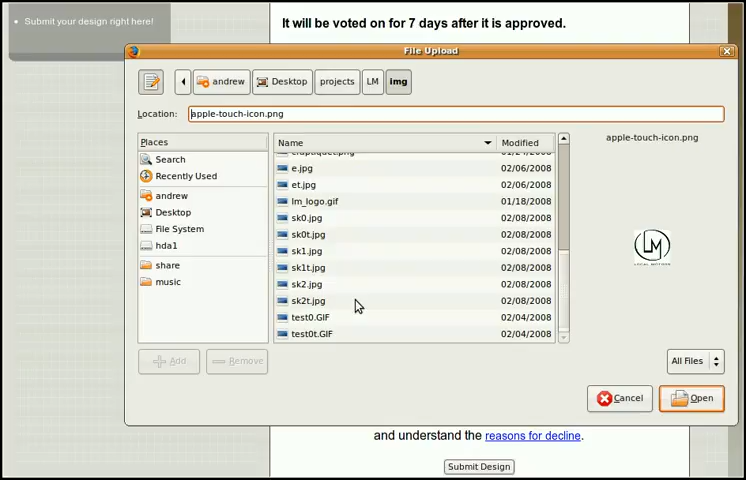 Submit your design right here!
It will be voted on for 7 days after it is approved.
File Upload
andrew Desktop projects LM img
Location: apple-touch-icon.png
Places
Search
Recently Used
andrew
Desktop
File System
hda1
share
music
Name Modified
e.jpg 02/06/2008
et.jpg 02/06/2008
lm_logo.gif 01/18/2008
sk0.jpg 02/08/2008
sk0t.jpg 02/08/2008
sk1.jpg 02/08/2008
sk1t.jpg 02/08/2008
sk2.jpg 02/08/2008
sk2t.jpg 02/08/2008
test0.GIF 02/04/2008
test0t.GIF 02/04/2008
apple-touch-icon.png
LM
LOCAL MOTORS
Add Remove
All Files
Cancel Open
and understand the reasons for decline.
Submit Design